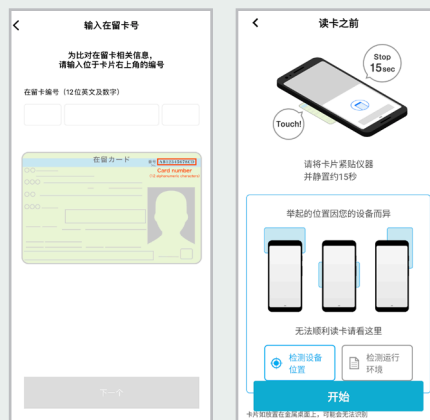 输入在留卡号
为比对在留卡相关信息，
请输入位于卡片右上角的编号
在留卡编号（12位英文及数字）
在留カード
Card number
下一个
读卡之前
Stop
15sec
Touch!
请将卡片紧贴仪器
并静置约15秒
举起的位置因您的设备而异
无法顺利读卡请看这里
检测设备
位置
检测运行
环境
开始
卡片如放置在金属桌面上，可能会无法识别